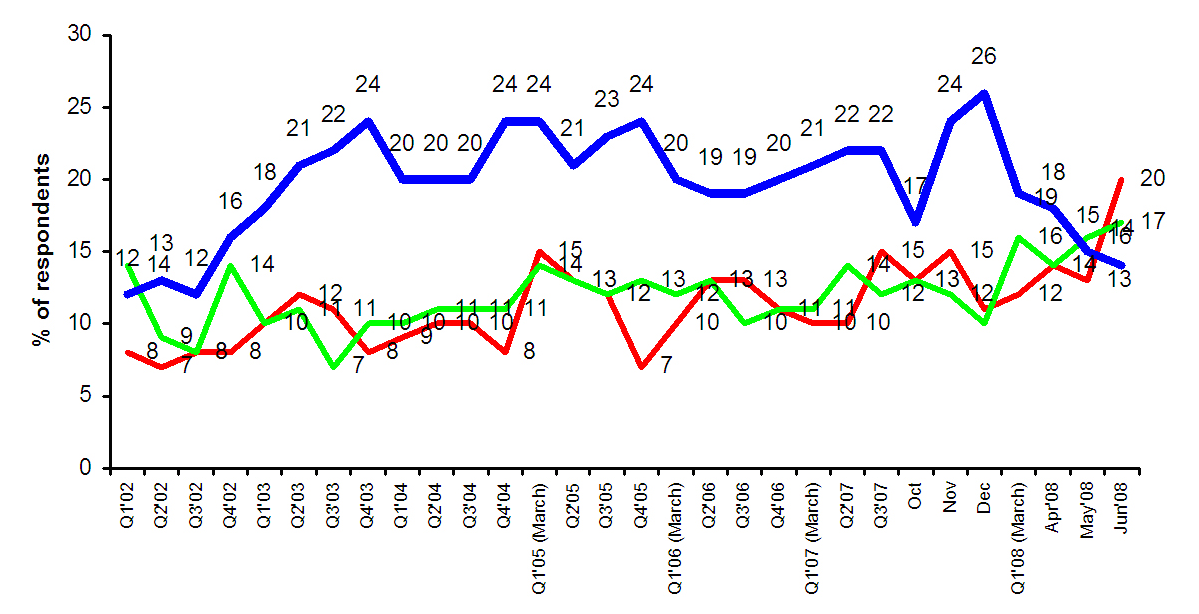 % of respondents
30
25
20
15
10
5
0
12
13
12
16
18
21
22
24
20
20
20
24
24
21
23
24
20
19
19
20
21
22
22
17
24
26
19
18
15
14
14
9
8
14
10
11
7
10
10
11
11
11
14
13
12
13
12
13
10
11
11
14
12
13
12
16
14
16
17
8
7
8
12
8
9
10
10
8
15
7
10
13
10
10
15
15
12
13
20
Q1'02
Q2'02
Q3'02
Q4'02
Q1'03
Q2'03
Q3'03
Q4'03
Q1'04
Q2'04
Q3'04
Q4'04
Q1'05 (March)
Q2'05
Q3'05
Q4'05
Q1'06 (March)
Q2'06
Q3'06
Q4'06
Q1'07 (March)
Q2'07
Q3'07
Oct
Nov
Dec
Q1'08 (March)
Apr'08
May'08
Jun'08